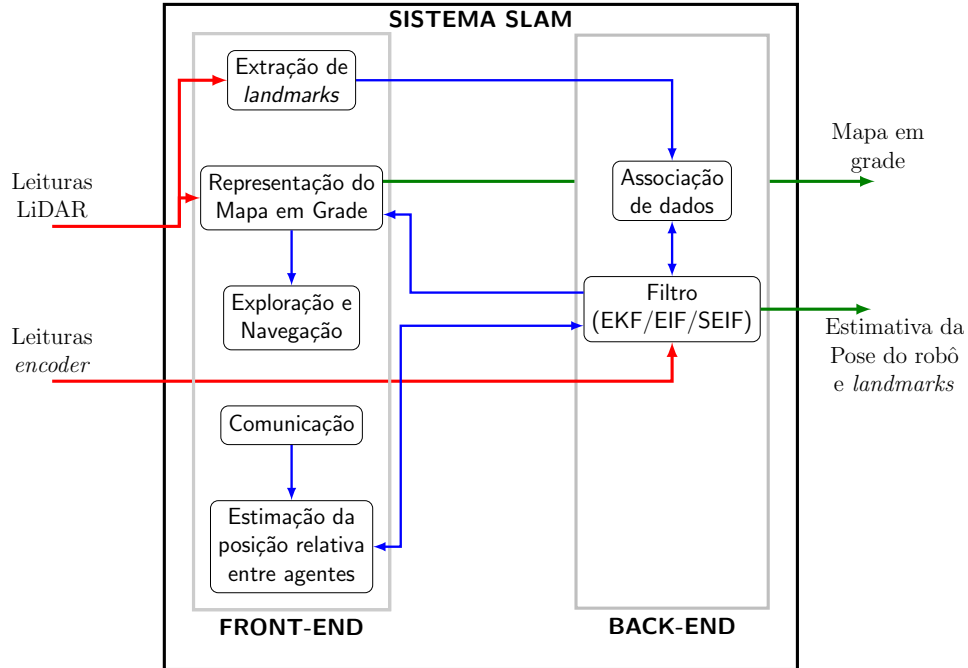 SISTEMA SLAM
Extração de
landmarks
Leituras
LiDAR
Representação do
Mapa em Grade
Associação
de dados
Mapa em
grade
Exploração e
Navegação
Filtro
(EKF/EIF/SEIF)
Leituras
encoder
Estimativa da
Pose do robô
e landmarks
Comunicação
Estimação da
posição relativa
entre agentes
FRONT-END
BACK-END